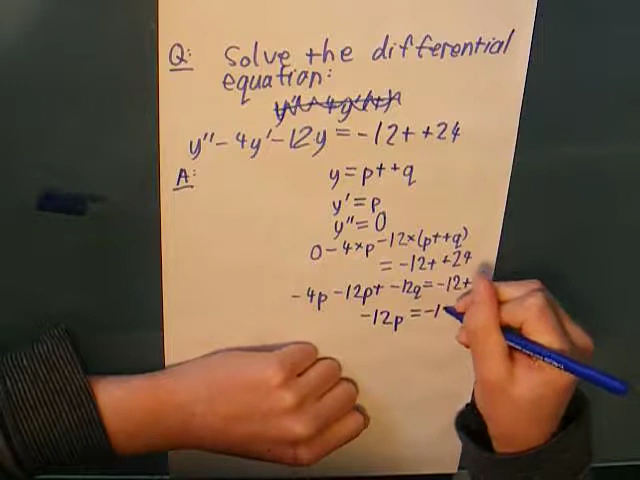 Q: Solve the differential
equation:
y'' - 4y' - 12y = -12t + 24
A:
y = pt + q
y' = p
y'' = 0
0 - 4×p - 12×(pt+q)
= -12t + 24
-4p - 12pt - 12q = -12t
-12p = -1